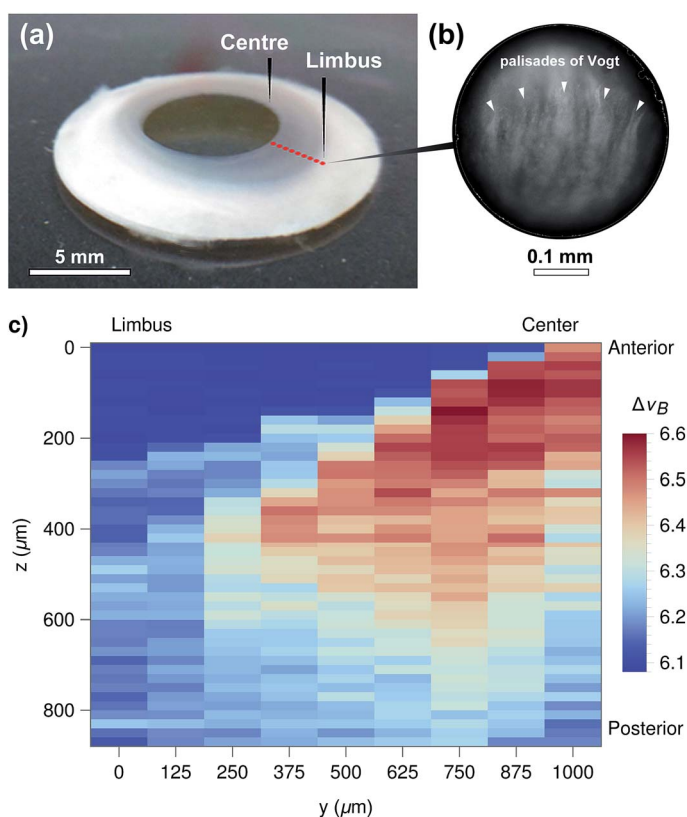 (a)
Centre
Limbus
5 mm
(b)
palisades of Vogt
0.1 mm
c)
Limbus
Center
Anterior
Posterior
0
200
400
600
800
z (µm)
0 125 250 375 500 625 750 875 1000
y (µm)
Δν_B
6.6
6.5
6.4
6.3
6.2
6.1